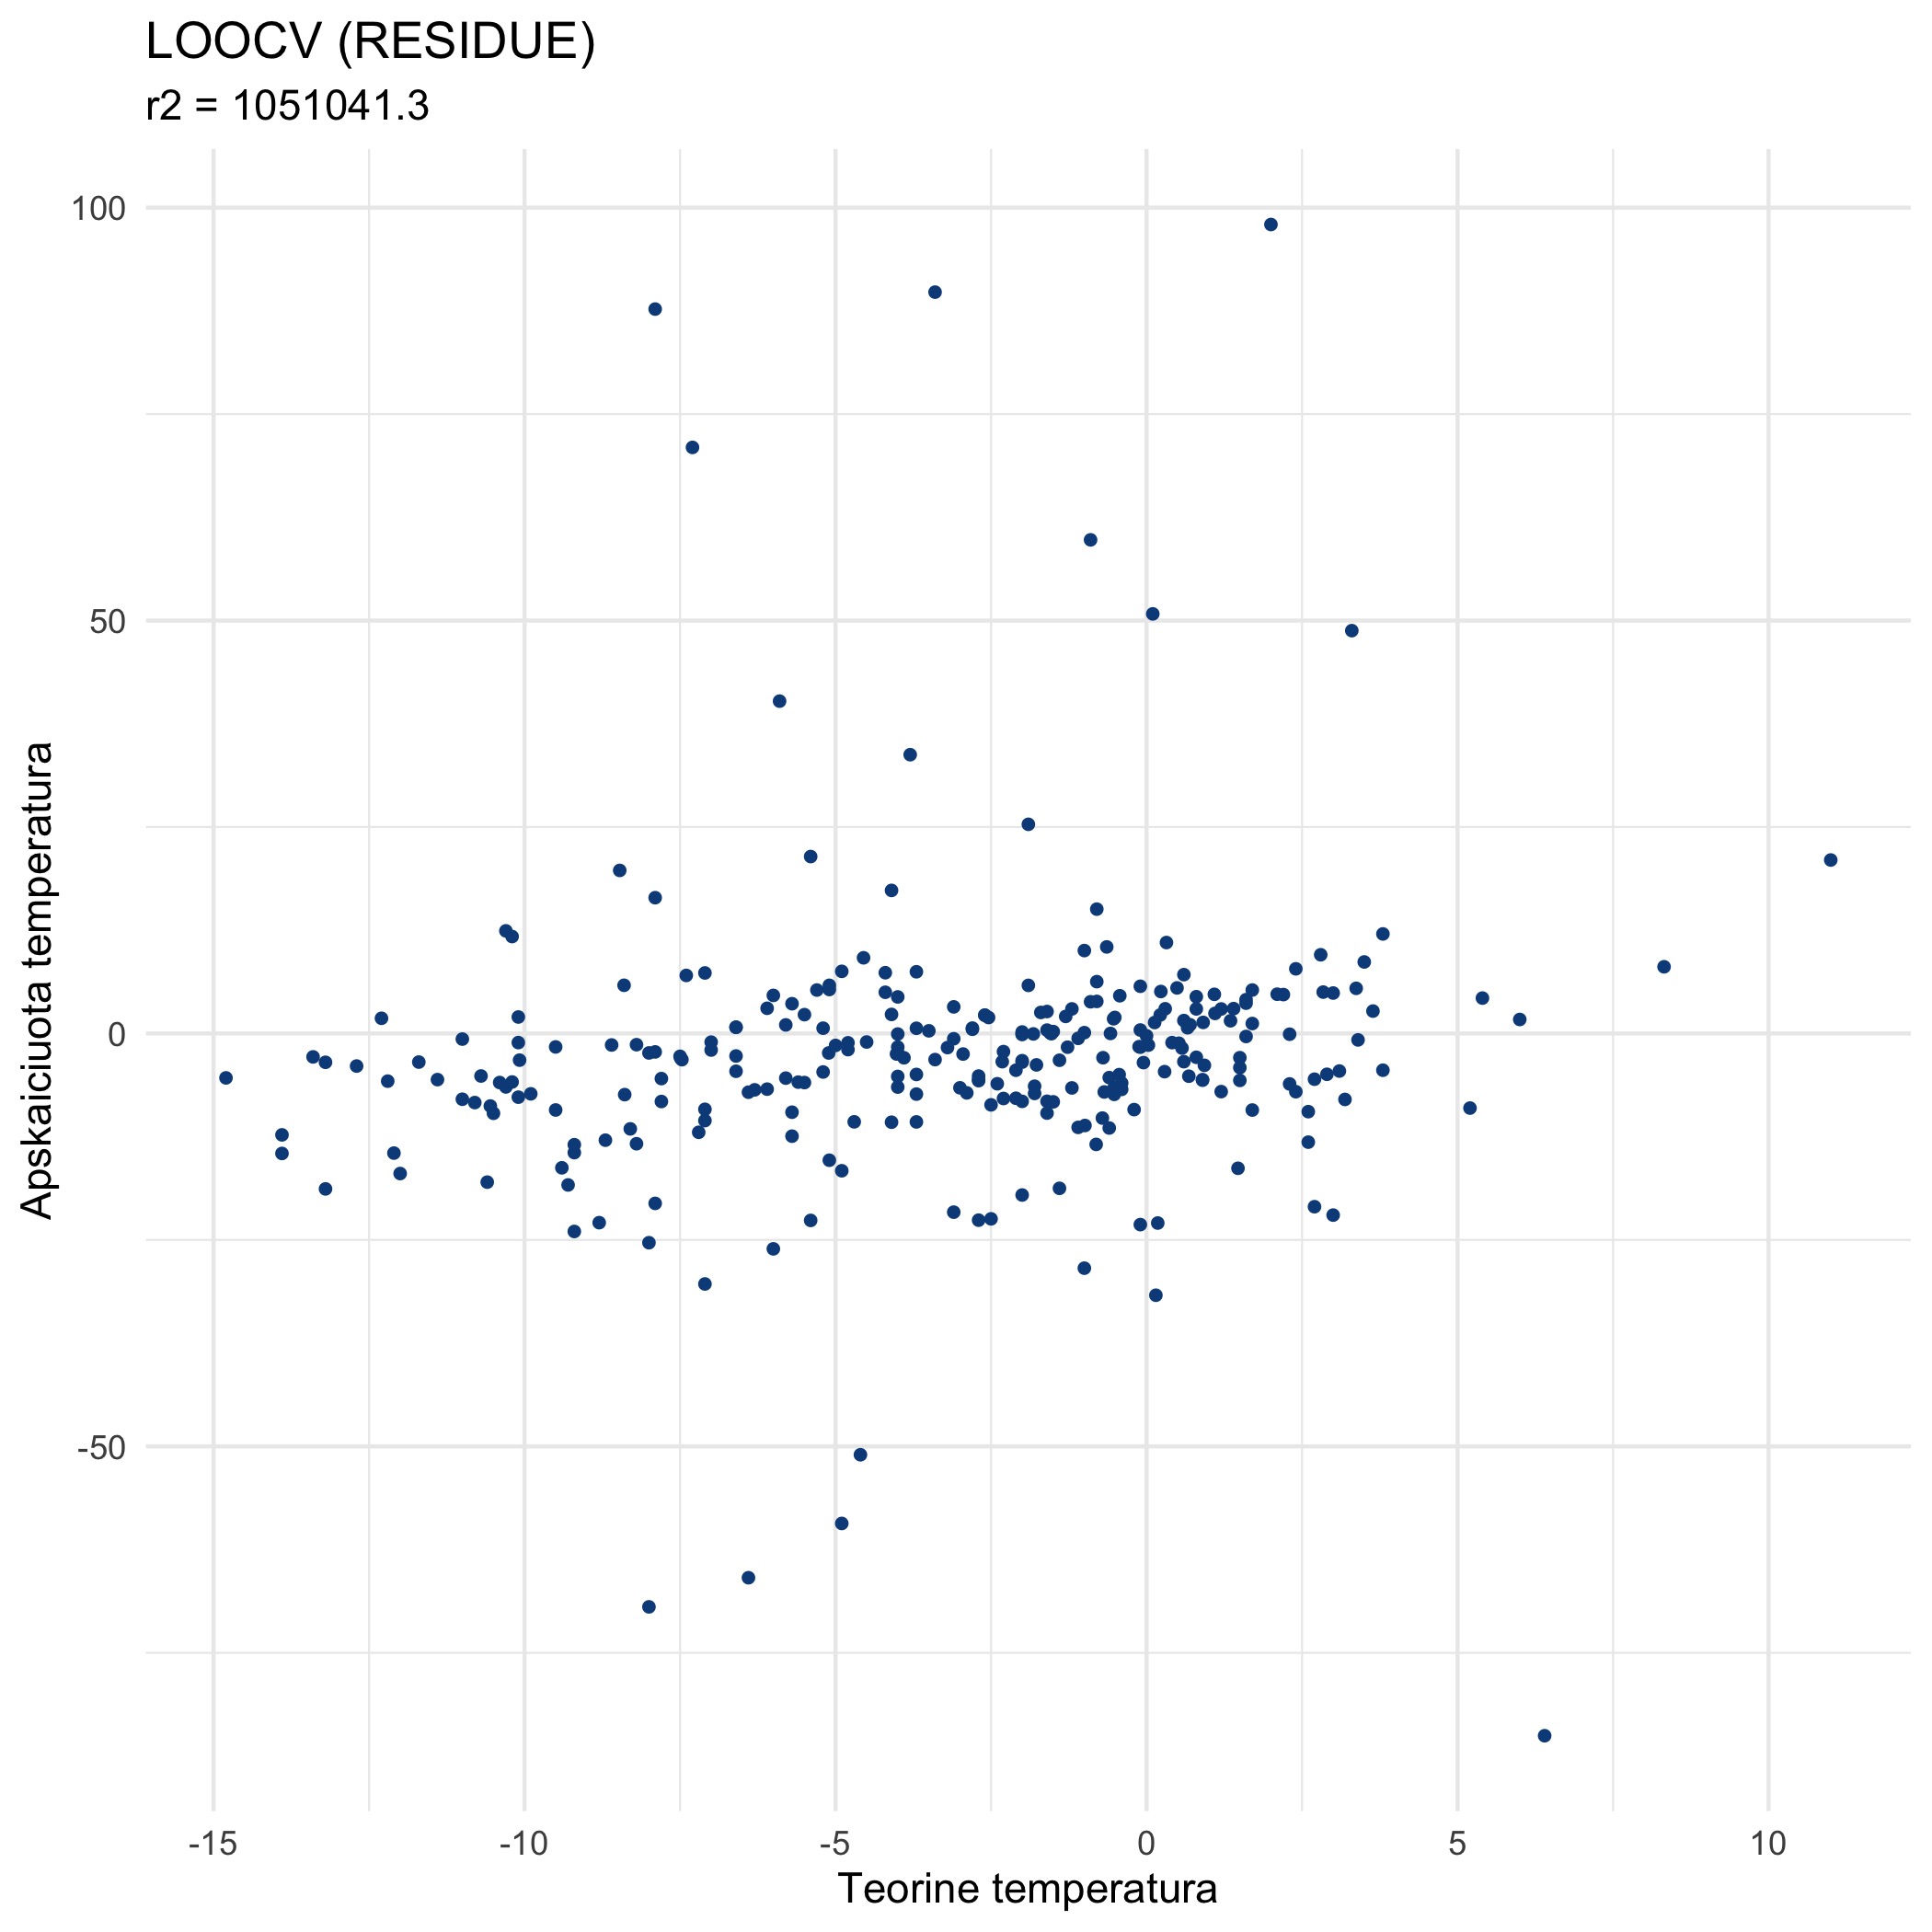 LOOCV (RESIDUE)
r2 = 1051041.3
100
50
0
-50
Apskaiciuota temperatura
-15
-10
-5
0
5
10
Teorine temperatura